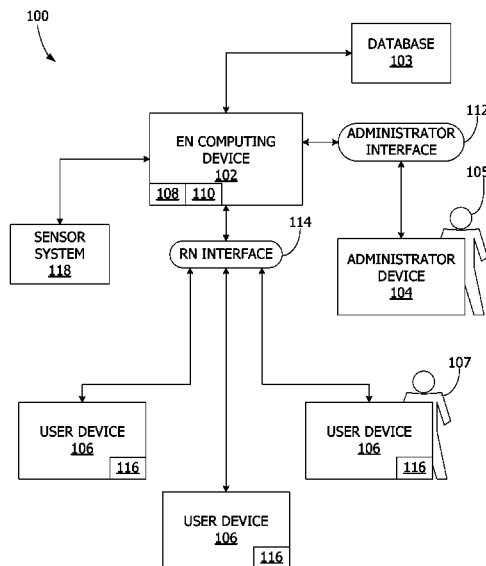 100
DATABASE
103
112
EN COMPUTING
DEVICE
102
108 110
ADMINISTRATOR
INTERFACE
105
SENSOR
SYSTEM
118
114
RN INTERFACE
ADMINISTRATOR
DEVICE
104
107
USER DEVICE
106
116
USER DEVICE
106
116
USER DEVICE
106
116